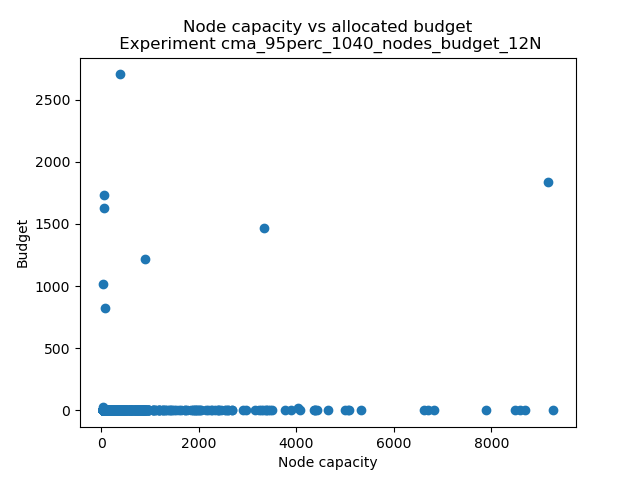 Node capacity vs allocated budget
Experiment cma_95perc_1040_nodes_budget_12N
2500
2000
1500
1000
500
0
Budget
0 2000 4000 6000 8000
Node capacity